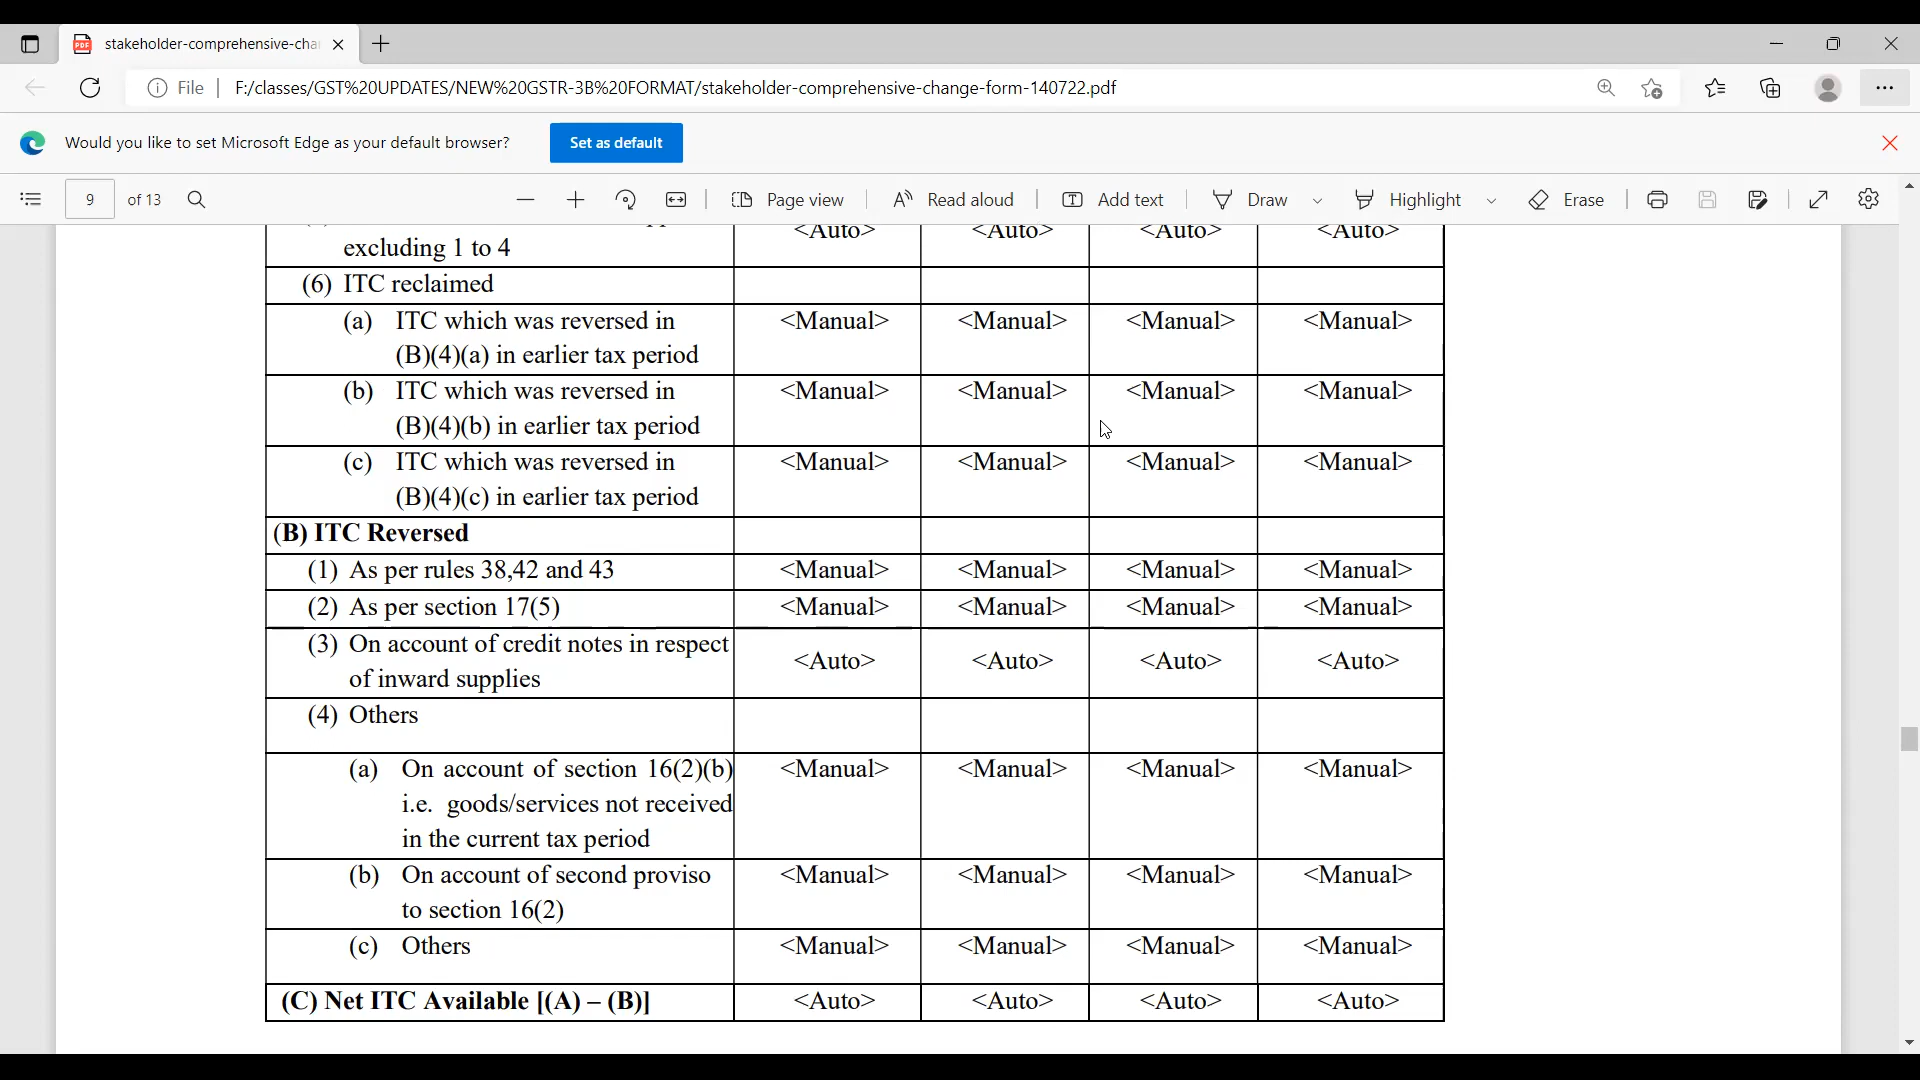 stakeholder-comprehensive-cha
File
F:/classes/GST%20UPDATES/NEW%20GSTR-3B%20FORMAT/stakeholder-comprehensive-change-form-140722.pdf
Would you like to set Microsoft Edge as your default browser? Set as default
9 of 13 Page view Read aloud Add text Draw Highlight Erase
<Auto> <Auto> <Auto> <Auto>
excluding 1 to 4
(6) ITC reclaimed
(a) ITC which was reversed in <Manual> <Manual> <Manual> <Manual>
(B)(4)(a) in earlier tax period
(b) ITC which was reversed in <Manual> <Manual> <Manual> <Manual>
(B)(4)(b) in earlier tax period
(c) ITC which was reversed in <Manual> <Manual> <Manual> <Manual>
(B)(4)(c) in earlier tax period
(B) ITC Reversed
(1) As per rules 38,42 and 43 <Manual> <Manual> <Manual> <Manual>
(2) As per section 17(5) <Manual> <Manual> <Manual> <Manual>
(3) On account of credit notes in respect
of inward supplies <Auto> <Auto> <Auto> <Auto>
(4) Others
(a) On account of section 16(2)(b) <Manual> <Manual> <Manual> <Manual>
i.e. goods/services not received
in the current tax period
(b) On account of second proviso <Manual> <Manual> <Manual> <Manual>
to section 16(2)
(c) Others <Manual> <Manual> <Manual> <Manual>
(C) Net ITC Available [(A) – (B)] <Auto> <Auto> <Auto> <Auto>